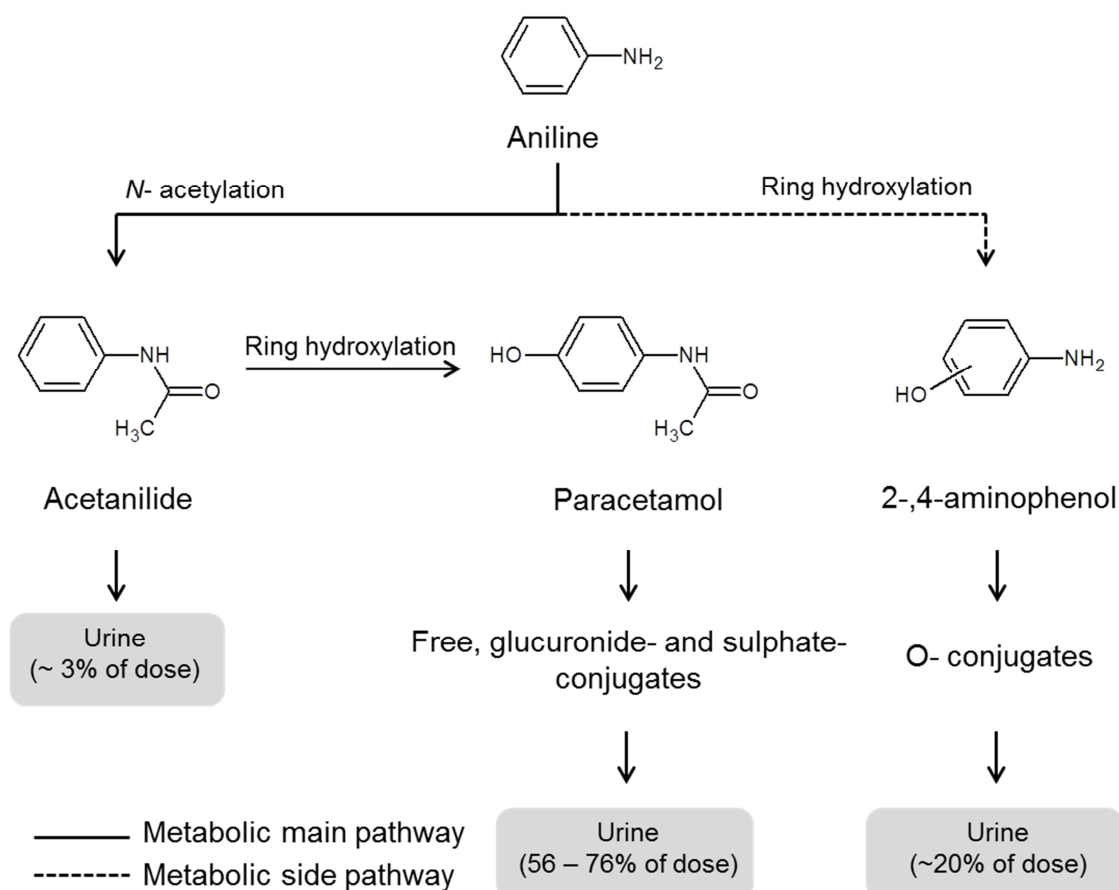 NH2
Aniline
N- acetylation
Ring hydroxylation
NH
O
H3C
Acetanilide
Ring hydroxylation
HO
NH
O
H3C
Paracetamol
NH2
HO
2-,4-aminophenol
Urine
(~ 3% of dose)
Free, glucuronide- and sulphate-
conjugates
O- conjugates
Urine
(56 – 76% of dose)
Urine
(~20% of dose)
Metabolic main pathway
Metabolic side pathway